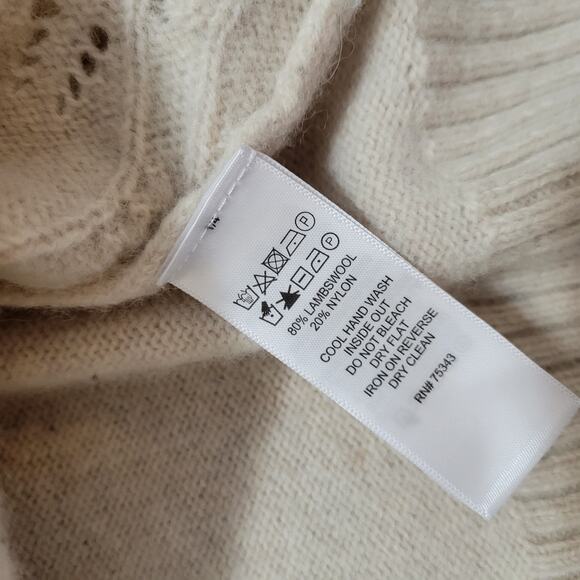 P
P
80% LAMBSWOOL
20% NYLON
COOL HAND WASH
INSIDE OUT
DO NOT BLEACH
DRY FLAT
IRON ON REVERSE
DRY CLEAN
RN# 75343